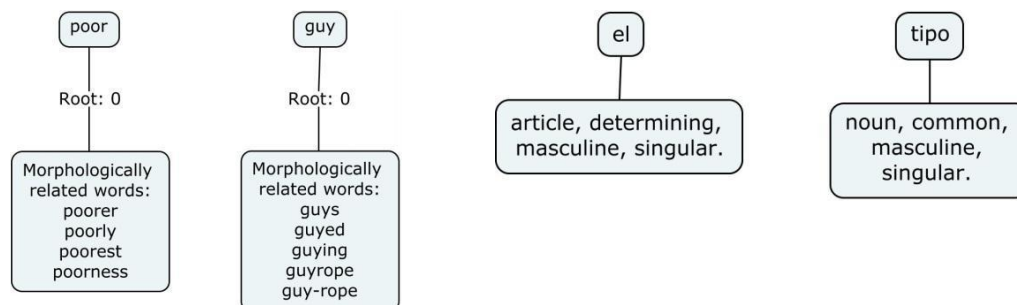 poor
Root: 0
Morphologically
related words:
poorer
poorly
poorest
poorness
guy
Root: 0
Morphologically
related words:
guys
guyed
guying
guyrope
guy-rope
el
article, determining,
masculine, singular.
tipo
noun, common,
masculine,
singular.